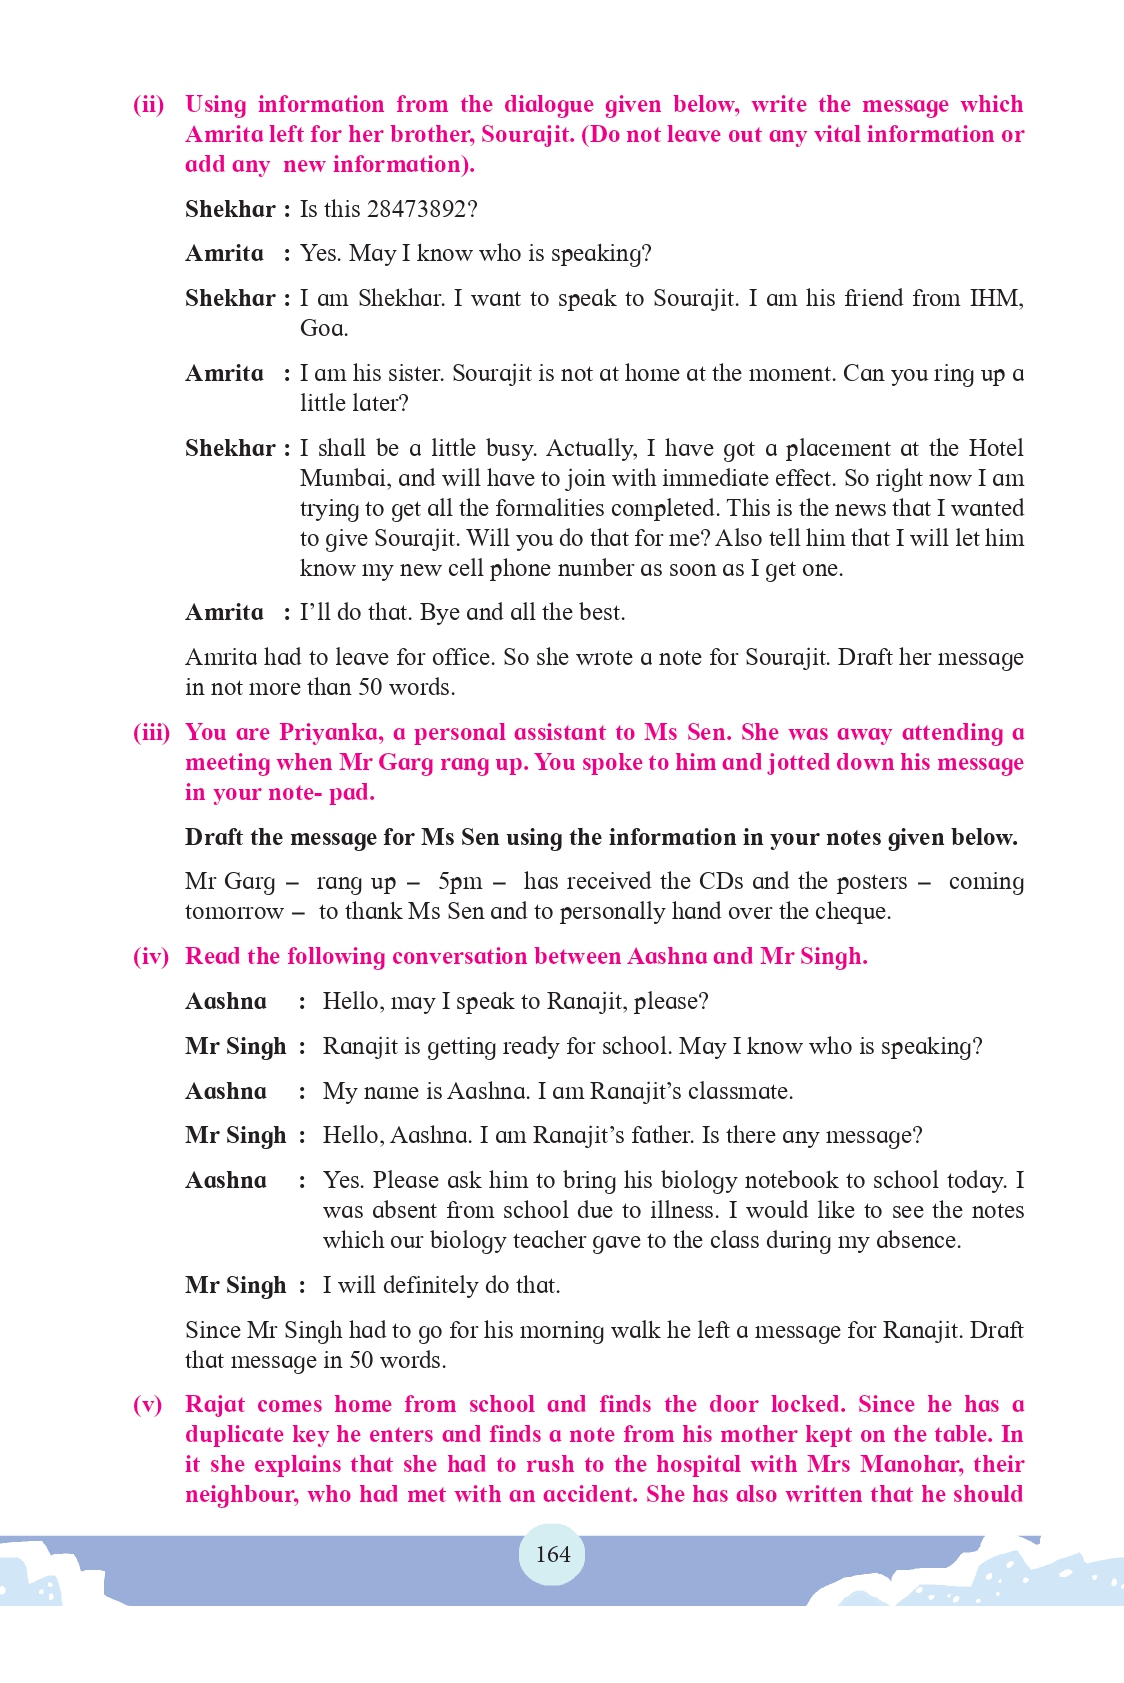 (ii) Using information from the dialogue given below, write the message which
Amrita left for her brother, Sourajit. (Do not leave out any vital information or
add any new information).
Shekhar : Is this 28473892?
Amrita : Yes. May I know who is speaking?
Shekhar : I am Shekhar. I want to speak to Sourajit. I am his friend from IHM,
Goa.
Amrita : I am his sister. Sourajit is not at home at the moment. Can you ring up a
little later?
Shekhar : I shall be a little busy. Actually, I have got a placement at the Hotel
Mumbai, and will have to join with immediate effect. So right now I am
trying to get all the formalities completed. This is the news that I wanted
to give Sourajit. Will you do that for me? Also tell him that I will let him
know my new cell phone number as soon as I get one.
Amrita : I’ll do that. Bye and all the best.
Amrita had to leave for office. So she wrote a note for Sourajit. Draft her message
in not more than 50 words.
(iii) You are Priyanka, a personal assistant to Ms Sen. She was away attending a
meeting when Mr Garg rang up. You spoke to him and jotted down his message
in your note- pad.
Draft the message for Ms Sen using the information in your notes given below.
Mr Garg – rang up – 5pm – has received the CDs and the posters – coming
tomorrow – to thank Ms Sen and to personally hand over the cheque.
(iv) Read the following conversation between Aashna and Mr Singh.
Aashna : Hello, may I speak to Ranajit, please?
Mr Singh : Ranajit is getting ready for school. May I know who is speaking?
Aashna : My name is Aashna. I am Ranajit’s classmate.
Mr Singh : Hello, Aashna. I am Ranajit’s father. Is there any message?
Aashna : Yes. Please ask him to bring his biology notebook to school today. I
was absent from school due to illness. I would like to see the notes
which our biology teacher gave to the class during my absence.
Mr Singh : I will definitely do that.
Since Mr Singh had to go for his morning walk he left a message for Ranajit. Draft
that message in 50 words.
(v) Rajat comes home from school and finds the door locked. Since he has a
duplicate key he enters and finds a note from his mother kept on the table. In
it she explains that she had to rush to the hospital with Mrs Manohar, their
neighbour, who had met with an accident. She has also written that he should
164